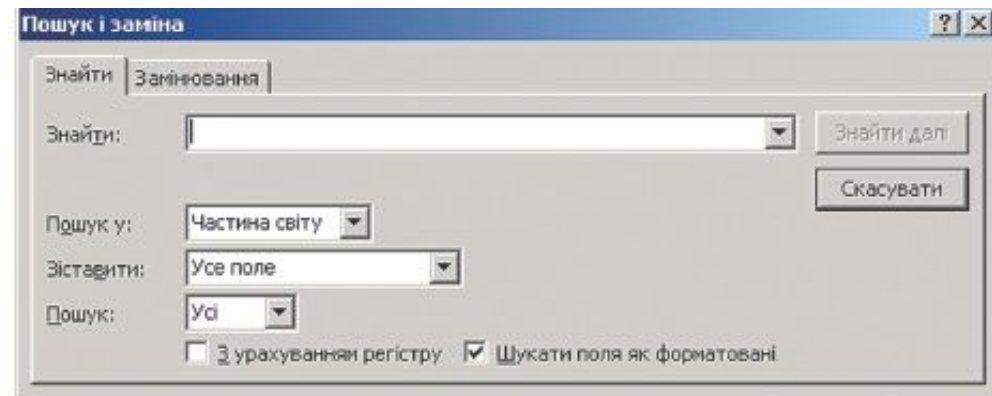 Пошук і заміна
Знайти Замінювання
Знайти: Знайти далі
Скасувати
Пошук у: Частина світу
Зіставити: Усе поле
Пошук: Усі
З урахуванням регістру Шукати поля як форматовані